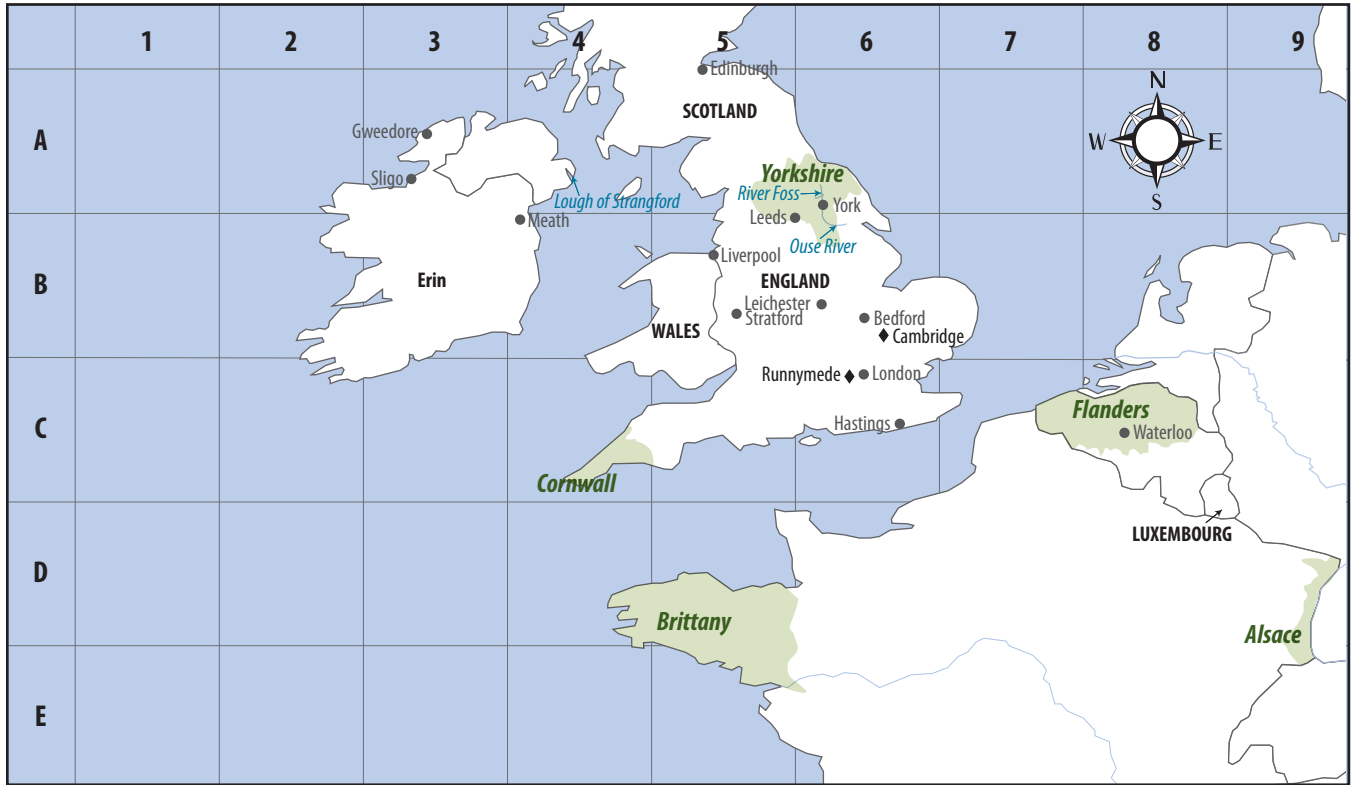 1 2 3 4 5 6 7 8 9
Edinburgh
SCOTLAND
N
W E
S
A
Gweedore
Sligo
Lough of Strangford
Yorkshire
River Foss
York
Meath
Leeds
Ouse River
Liverpool
B
Erin
ENGLAND
Leichester
Stratford
WALES
Bedford
Cambridge
Runnymede
London
C
Flanders
Hastings
Waterloo
Cornwall
LUXEMBOURG
D
Brittany
Alsace
E